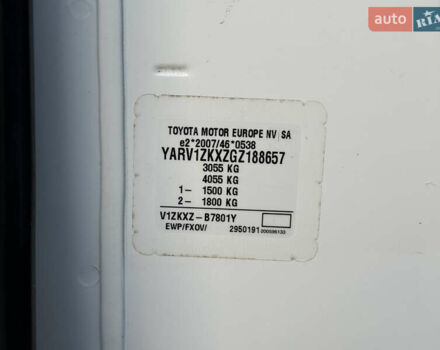 auto RIA
TOYOTA MOTOR EUROPE NV SA
e2*2007/46*0538
YARV1ZKXZGZ188657
3055 KG
4055 KG
1- 1500 KG
2- 1800 KG
V1ZKXZ-B7801Y
EWP/FXOV/ 2950191 000596133